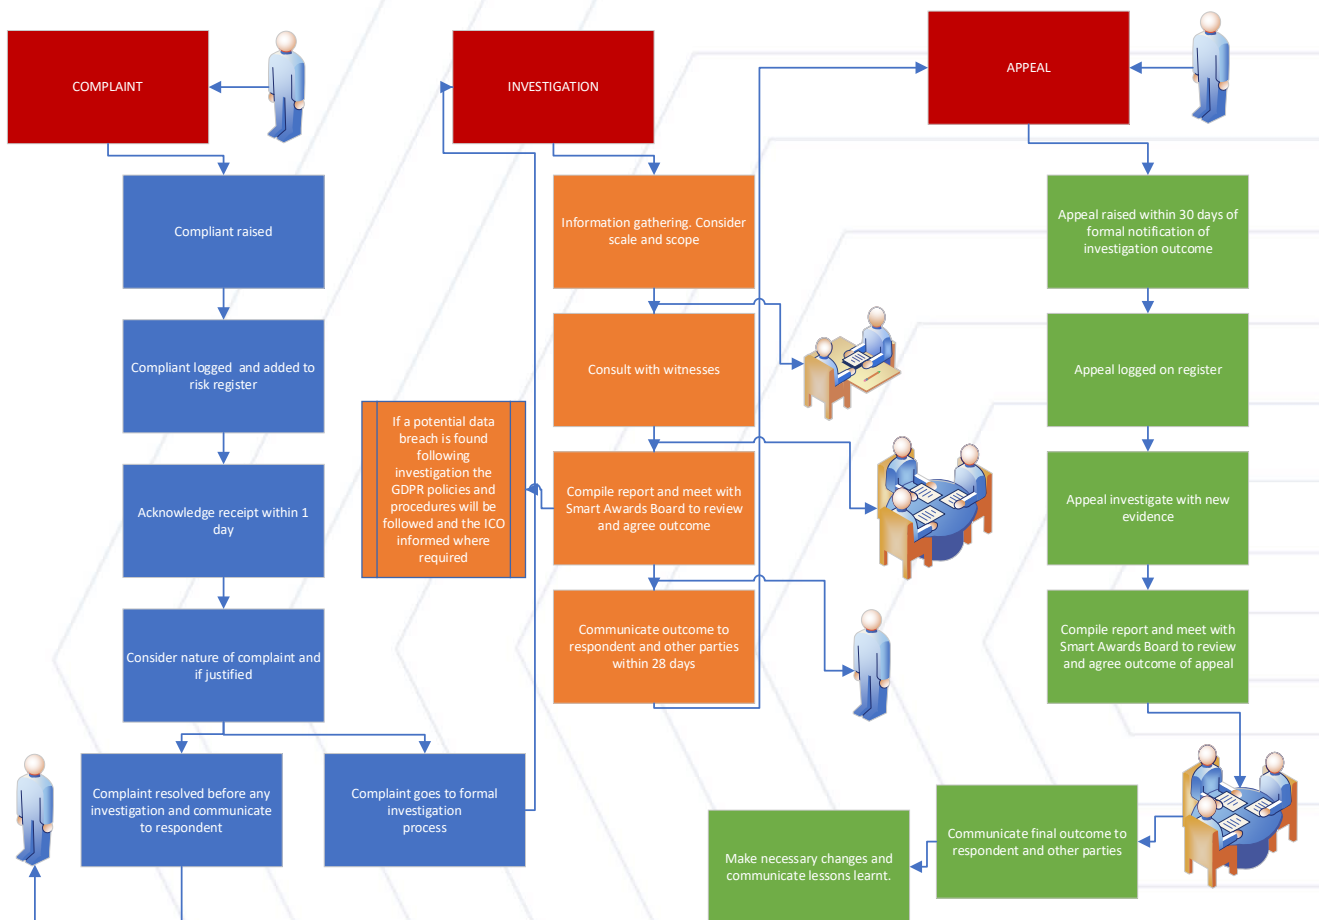 COMPLAINT
Compliant raised
Compliant logged  and added to
risk register
Acknowledge receipt within 1
day
Consider nature of complaint and
if justified
Complaint resolved before any
investigation and communicate
to respondent
Complaint goes to formal
investigation
process
INVESTIGATION
Information gathering. Consider
scale and scope
Consult with witnesses
Compile report and meet with
Smart Awards Board to review
and agree outcome
If a potential data
breach is found
following
investigation the
GDPR policies and
procedures will be
followed and the ICO
informed where
required
Communicate outcome to
respondent and other parties
within 28 days
APPEAL
Appeal raised within 30 days of
formal notification of
investigation outcome
Appeal logged on register
Appeal investigate with new
evidence
Compile report and meet with
Smart Awards Board to review
and agree outcome of appeal
Communicate final outcome to
respondent and other parties
Make necessary changes and
communicate lessons learnt.